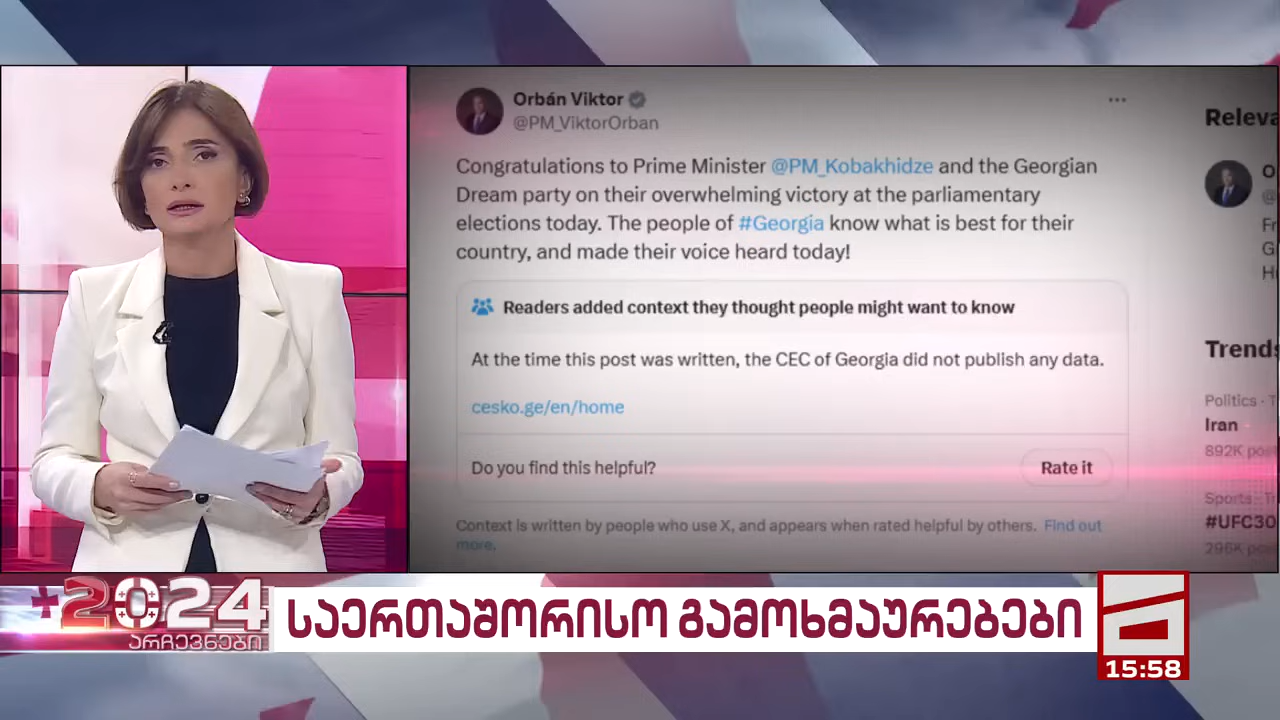 Orbán Viktor
@PM_ViktorOrban
Congratulations to Prime Minister @PM_Kobakhidze and the Georgian
Dream party on their overwhelming victory at the parliamentary
elections today. The people of #Georgia know what is best for their
country, and made their voice heard today!
Readers added context they thought people might want to know
At the time this post was written, the CEC of Georgia did not publish any data.
cesko.ge/en/home
Do you find this helpful?
Rate it
Context is written by people who use X, and appears when rated helpful by others. Find out
more.
Trends
Politics
Iran
892K
Sports
296K
2024
არჩევნები
საერთაშორისო გამოხმაურებები
15:58